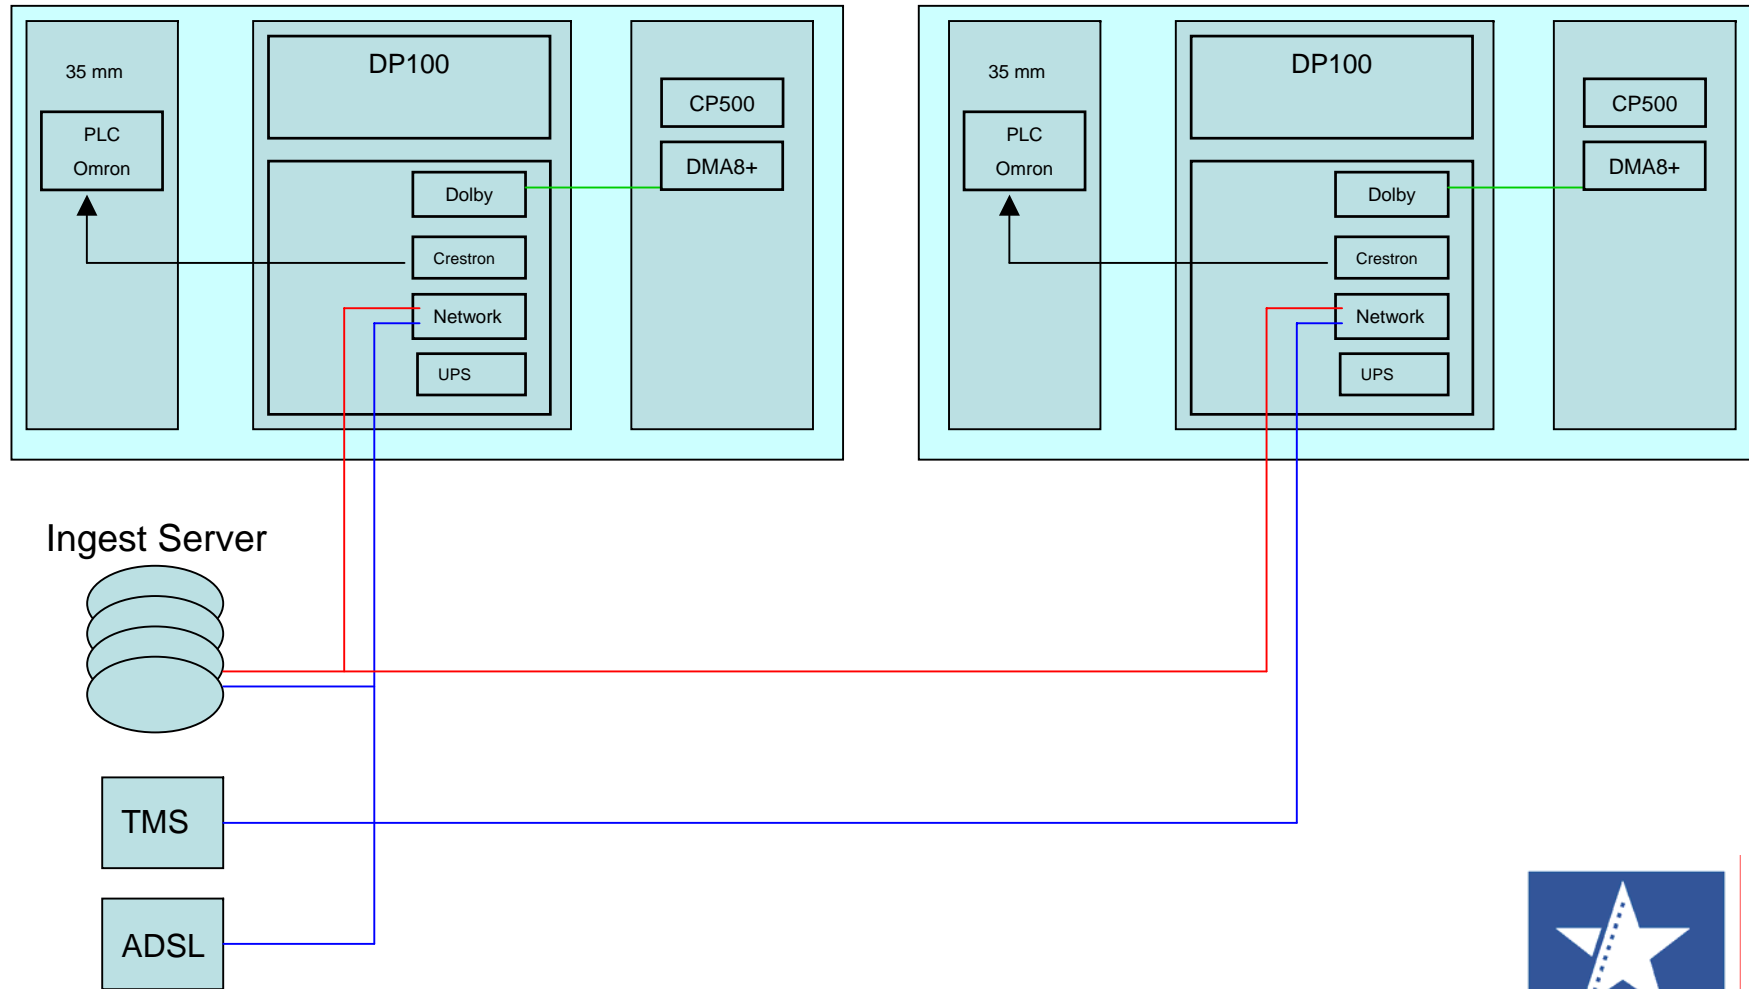 35 mm
PLC
Omron
DP100
Dolby
Crestron
Network
UPS
CP500
DMA8+
35 mm
PLC
Omron
DP100
Dolby
Crestron
Network
UPS
CP500
DMA8+
Ingest Server
TMS
ADSL